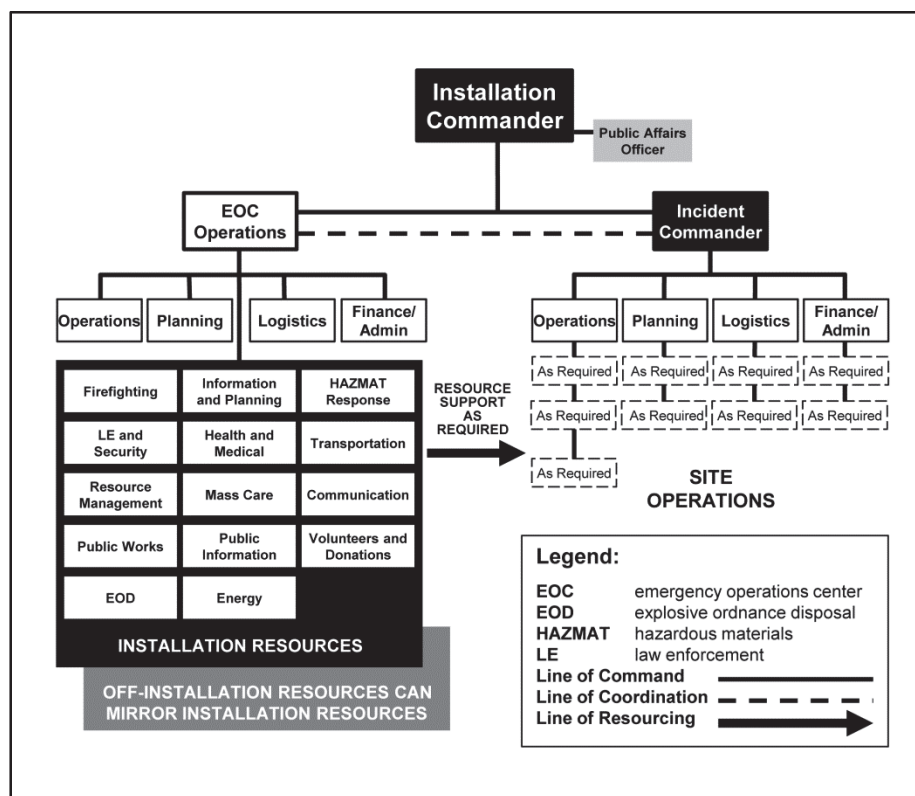 Installation
Commander
Public Affairs
Officer
EOC
Operations
Incident
Commander
Operations
Planning
Logistics
Finance/
Admin
Operations
Planning
Logistics
Finance/
Admin
Firefighting
Information
and Planning
HAZMAT
Response
LE and
Security
Health and
Medical
Transportation
Resource
Management
Mass Care
Communication
Public Works
Public
Information
Volunteers and
Donations
EOD
Energy
INSTALLATION RESOURCES
OFF-INSTALLATION RESOURCES CAN
MIRROR INSTALLATION RESOURCES
RESOURCE
SUPPORT
AS
REQUIRED
As Required
As Required
As Required
As Required
As Required
As Required
As Required
As Required
As Required
SITE
OPERATIONS
Legend:
EOC emergency operations center
EOD explosive ordnance disposal
HAZMAT hazardous materials
LE law enforcement
Line of Command
Line of Coordination
Line of Resourcing